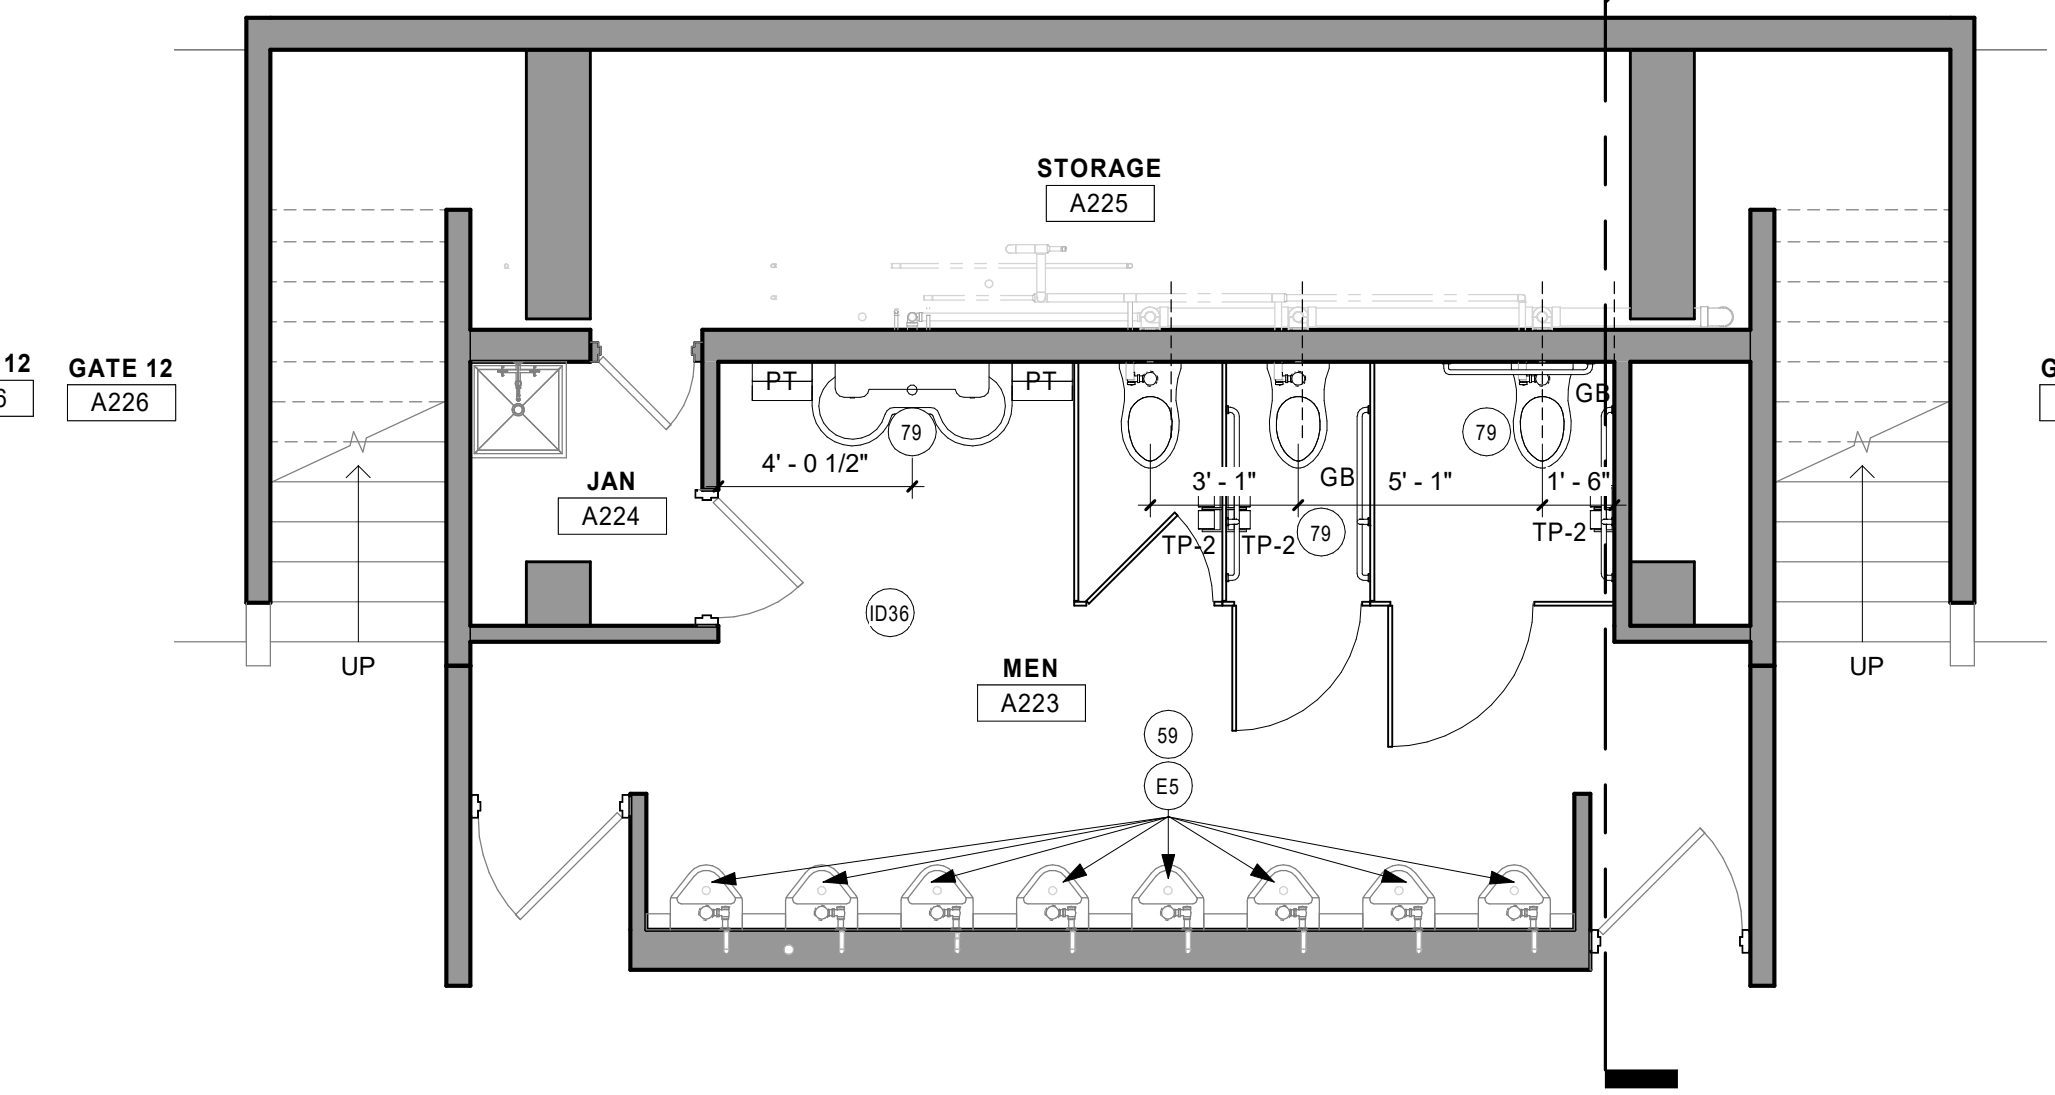 STORAGE
A225
12
6
GATE 12
A226
G
PT
PT
79
4' - 0 1/2"
GB
79
3' - 1"
GB
5' - 1"
1' - 6"
JAN
A224
TP-2
TP-2
79
TP-2
ID36
UP
MEN
A223
UP
59
E5